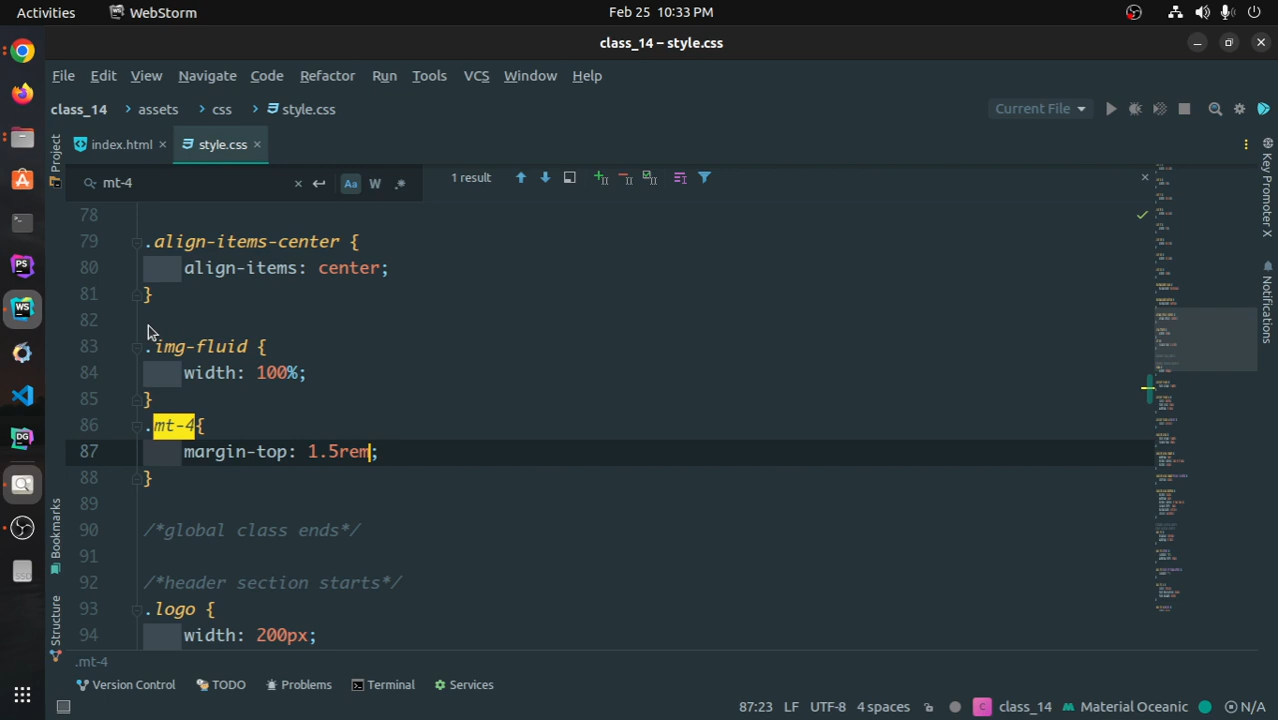 Activities WebStorm Feb 25 10:33 PM
class_14 – style.css
File Edit View Navigate Code Refactor Run Tools VCS Window Help
class_14 > assets > css > style.css Current File
Project index.html style.css
mt-4 Aa W .* 1 result
78
79 .align-items-center {
80 align-items: center;
81 }
82
83 .img-fluid {
84 width: 100%;
85 }
86 .mt-4{
87 margin-top: 1.5rem;
88 }
89
90 /*global class ends*/
91
92 /*header section starts*/
93 .logo {
94 width: 200px;
.mt-4
Key Promoter X
Notifications
Bookmarks
Structure
PS
WS
DG
SSD
Version Control TODO Problems Terminal Services
87:23 LF UTF-8 4 spaces C class_14 Material Oceanic N/A